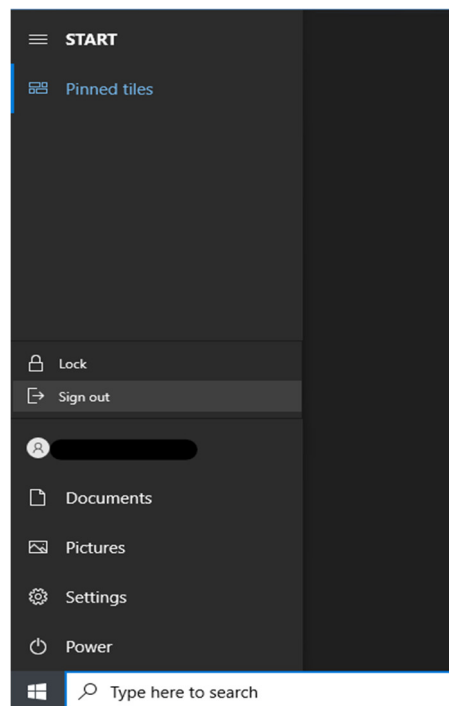 START
Pinned tiles
Lock
Sign out
Documents
Pictures
Settings
Power
Type here to search